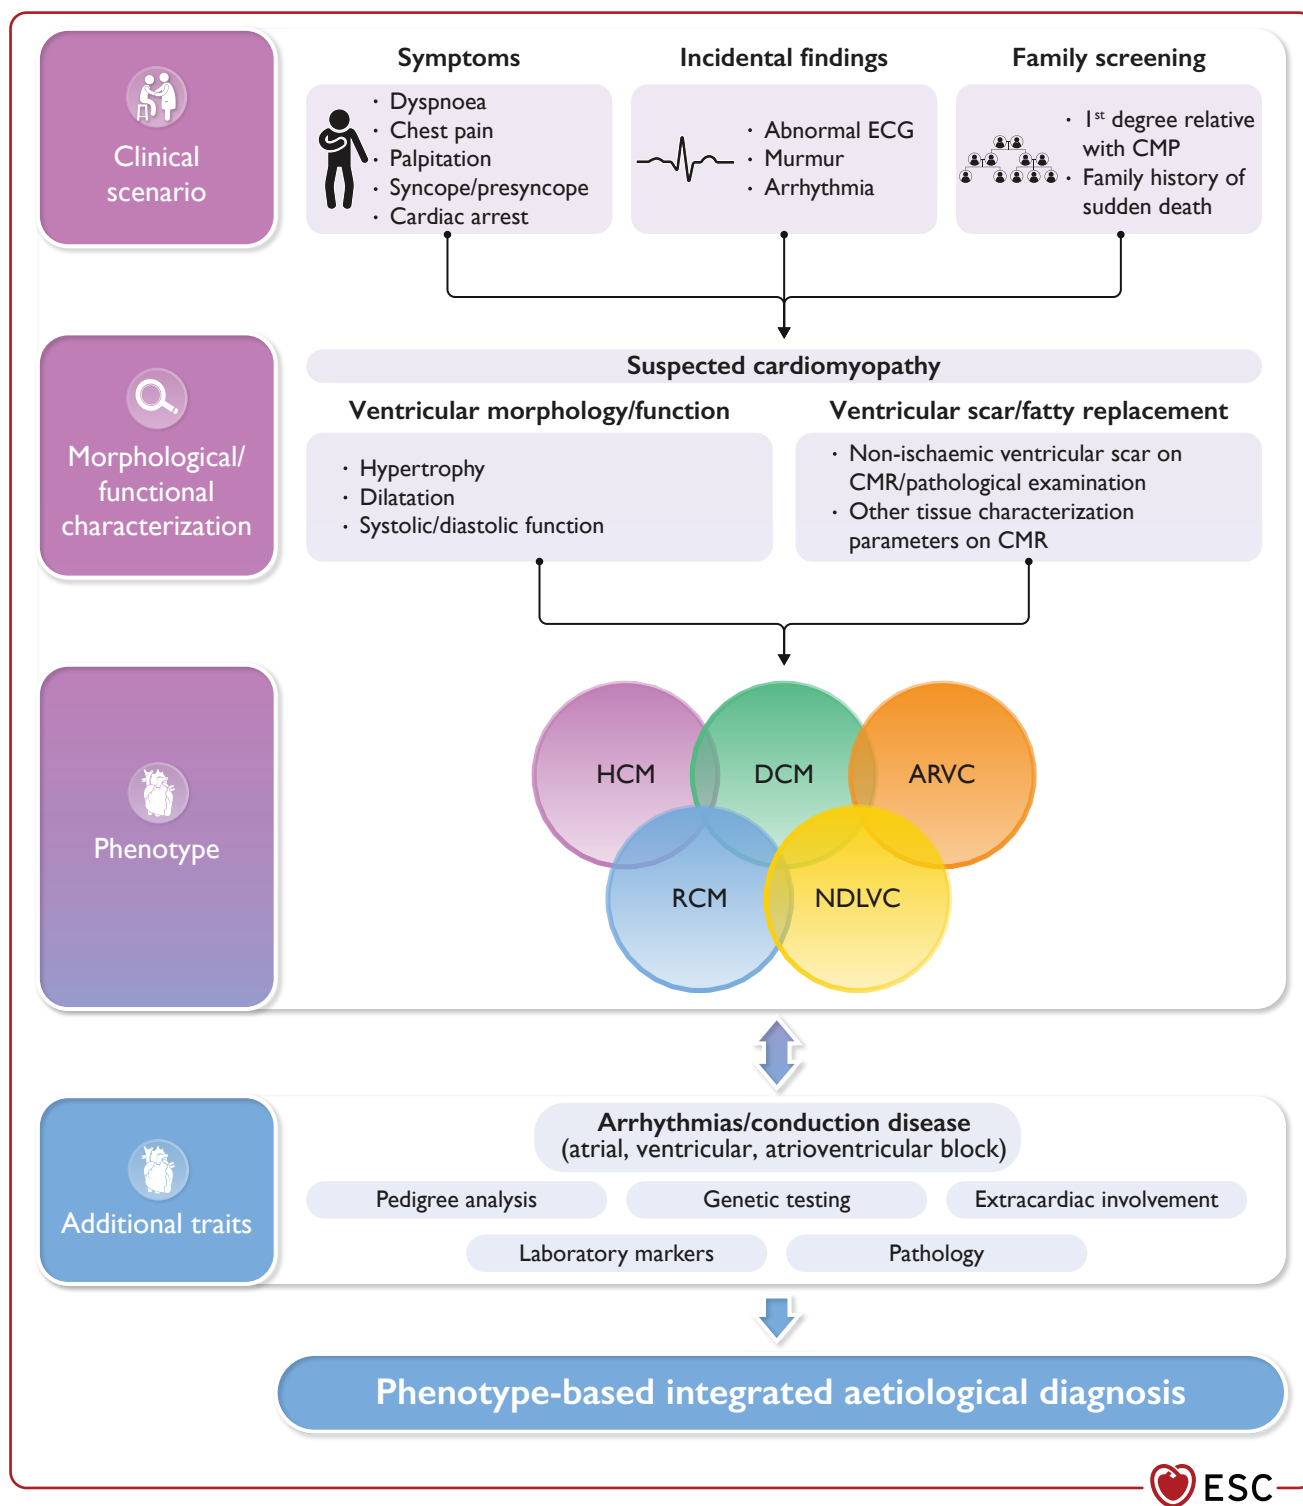 Clinical
scenario
Symptoms
· Dyspnoea
· Chest pain
· Palpitation
· Syncope/presyncope
· Cardiac arrest
Incidental findings
· Abnormal ECG
· Murmur
· Arrhythmia
Family screening
· 1st degree relative
with CMP
· Family history of
sudden death
Morphological/
functional
characterization
Suspected cardiomyopathy
Ventricular morphology/function
· Hypertrophy
· Dilatation
· Systolic/diastolic function
Ventricular scar/fatty replacement
· Non-ischaemic ventricular scar on
CMR/pathological examination
· Other tissue characterization
parameters on CMR
Phenotype
HCM
DCM
ARVC
RCM
NDLVC
Additional traits
Arrhythmias/conduction disease
(atrial, ventricular, atrioventricular block)
Pedigree analysis
Genetic testing
Extracardiac involvement
Laboratory markers
Pathology
Phenotype-based integrated aetiological diagnosis
ESC